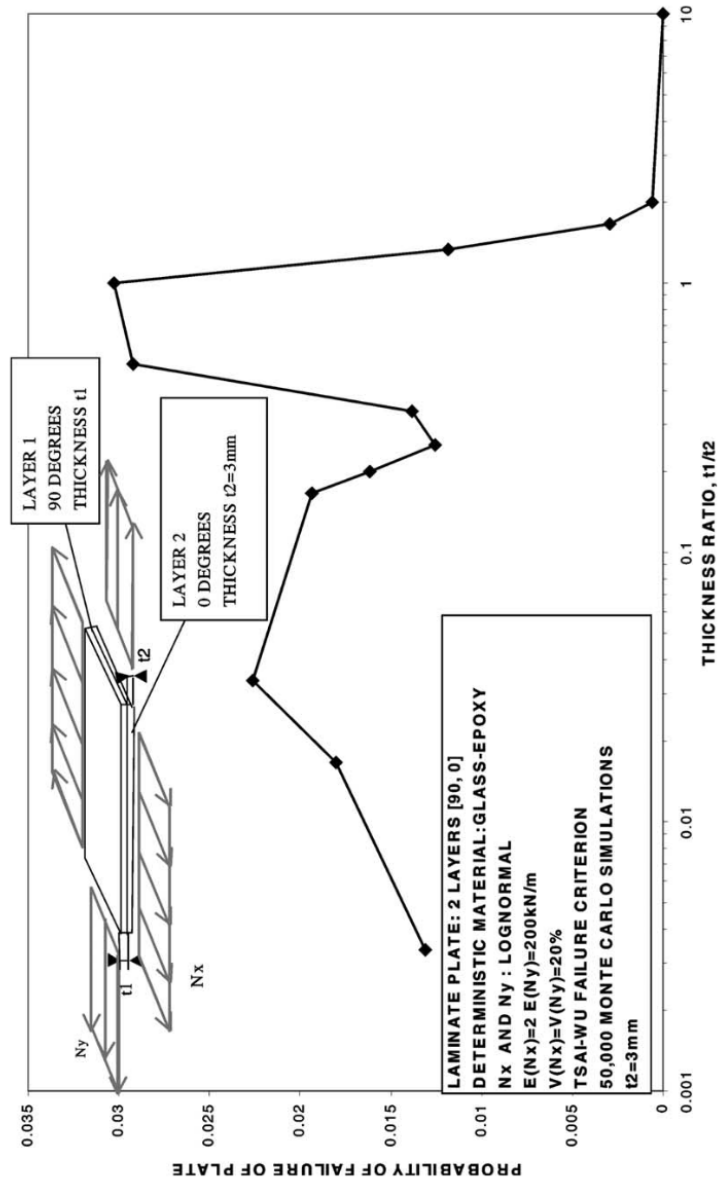 0.035
0.03
0.025
0.02
0.015
0.01
0.005
0
PROBABILITY OF FAILURE OF PLATE
0.001
0.01
0.1
1
10
THICKNESS RATIO, t1/t2
Ny
t1
Nx
t2
LAYER 1
90 DEGREES
THICKNESS t1
LAYER 2
0 DEGREES
THICKNESS t2=3mm
LAMINATE PLATE: 2 LAYERS [90, 0]
DETERMINISTIC MATERIAL:GLASS-EPOXY
Nx AND Ny : LOGNORMAL
E(Nx)=2 E(Ny)=200kN/m
V(Nx)=V(Ny)=20%
TSAI-WU FAILURE CRITERION
50,000 MONTE CARLO SIMULATIONS
t2=3mm